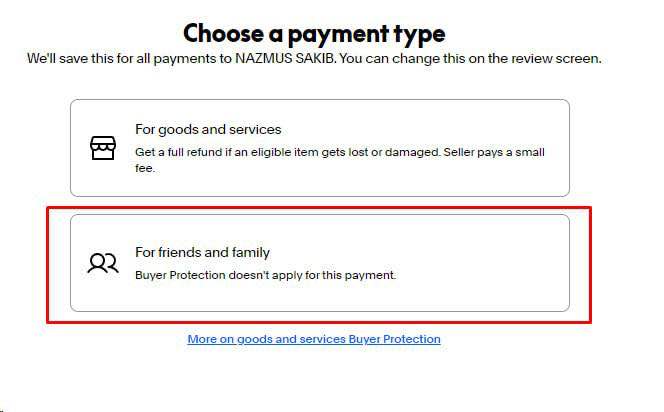 Choose a payment type
We'll save this for all payments to NAZMUS SAKIB. You can change this on the review screen.
For goods and services
Get a full refund if an eligible item gets lost or damaged. Seller pays a small
fee.
For friends and family
Buyer Protection doesn't apply for this payment.
More on goods and services Buyer Protection